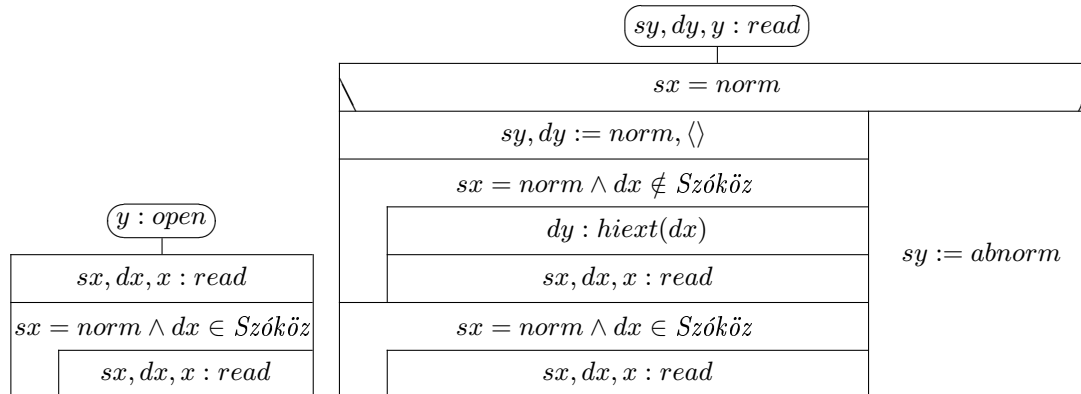 y : open
sx, dx, x : read
sx = norm ∧ dx ∈ Szóköz
sx, dx, x : read
sy, dy, y : read
sx = norm
sy, dy := norm, ⟨⟩
sx = norm ∧ dx ∉ Szóköz
dy : hiext(dx)
sx, dx, x : read
sx = norm ∧ dx ∈ Szóköz
sx, dx, x : read
sy := abnorm